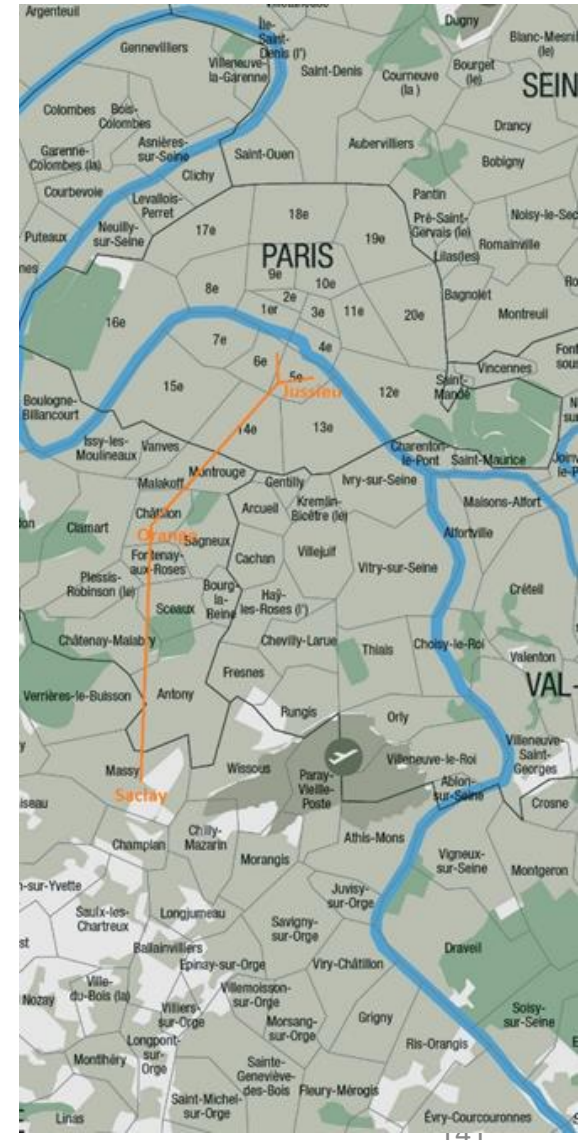 Argenteuil
Île-
Saint-
Denis (l')
Dugny
Gennevilliers
Villeneuve-
la-Garenne
Saint-Denis
Courneuve
(la )
Bourget
(le)
Blanc-Mesnil
(le)
SEIN
Colombes
Bois-
Colombes
Drancy
Garenne-
Colombes (la)
Asnières-
sur-Seine
Saint-Ouen
Aubervilliers
Bobigny
Clichy
Courbevoie
Levallois-
Perret
Pantin
Pré-Saint-
Gervais (le)
Noisy-le-Sec
Puteaux
Neuilly-
sur-Seine
17e
18e
19e
PARIS
Lilas(les)
Romainville
8e
9e
10e
2e
1er
3e
11e
20e
Bagnolet
Montreuil
16e
7e
6e
5e
4e
Jussieu
12e
Saint-
Mandé
Vincennes
Boulogne-
Billancourt
15e
14e
13e
Issy-les-
Moulineaux
Vanves
Charenton-
le-Pont
Saint-Maurice
Malakoff
Montrouge
Gentilly
Ivry-sur-Seine
Châtillon
Arcueil
Kremlin-
Bicêtre (le)
Maisons-Alfort
Clamart
Orange
Bagneux
Alfortville
Fontenay-
aux-Roses
Cachan
Villejuif
Vitry-sur-Seine
Plessis-
Robinson (le)
Sceaux
Bourg-
la-
Reine
Haÿ-
les-Roses (l')
Créteil
Châtenay-Malabry
Chevilly-Larue
Thiais
Choisy-le-Roi
Valenton
Fresnes
VAL-
Verrières-le-Buisson
Antony
Rungis
Orly
Massy
Wissous
Paray-
Vieille-
Poste
Villeneuve-le-Roi
Villeneuve-
Saint-
Georges
Saclay
Ablon-
sur-Seine
Crosne
Champlan
Chilly-
Mazarin
Athis-Mons
Morangis
Vigneux-
sur-Seine
Montgeron
-sur-Yvette
Juvisy-
sur-Orge
Saulx-les-
Chartreux
Longjumeau
Savigny-
sur-Orge
Ballainvilliers
Epinay-sur-Orge
Viry-Châtillon
Draveil
Nozay
Ville-
du-Bois (la)
Villemoisson-
sur-Orge
Villiers-
sur-Orge
Morsang-
sur-Orge
Grigny
Soisy-
sur-Seine
Longpont-
sur-
Orge
Ris-Orangis
Montlhéry
Sainte-
Geneviève-
des-Bois
Fleury-Mérogis
Linas
Saint-Michel-
sur-Orge
Évry-Courcouronnes
141